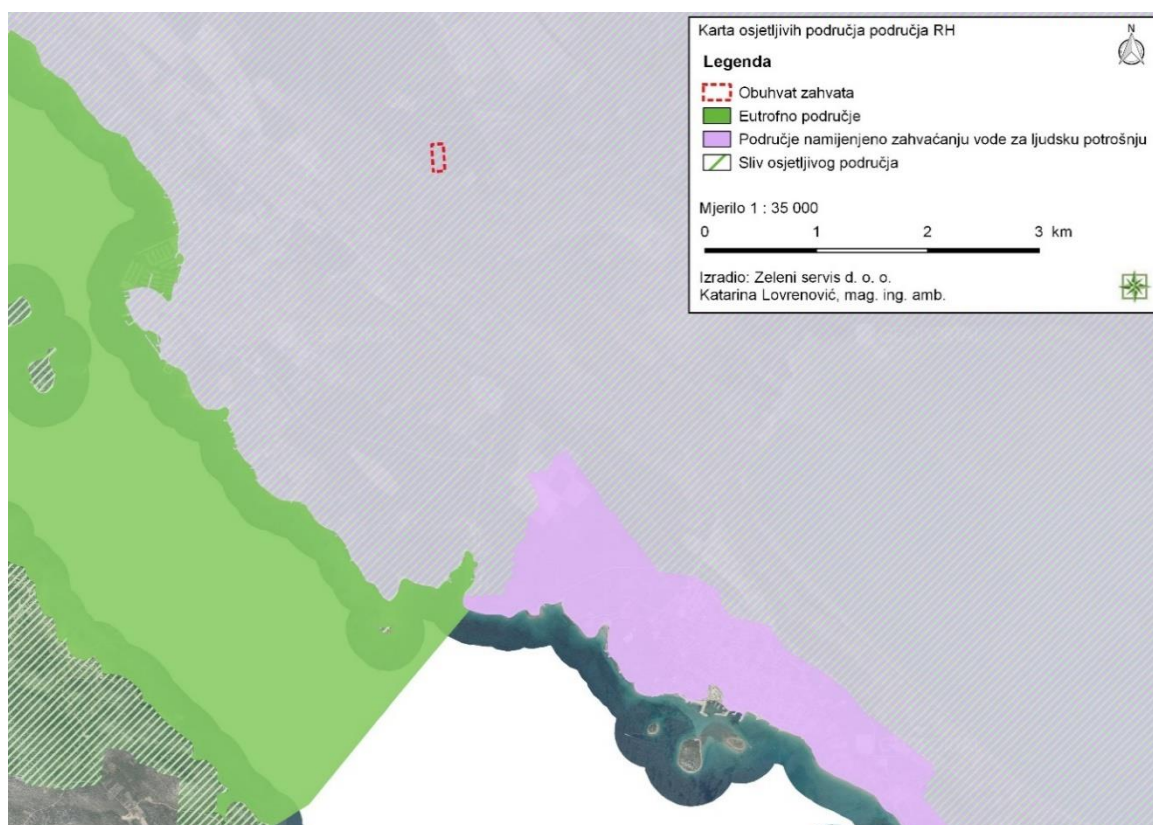 Karta osjetljivih područja područja RH
N
Legenda
Obuhvat zahvata
Eutrofno područje
Područje namijenjeno zahvaćanju vode za ljudsku potrošnju
Sliv osjetljivog područja
Mjerilo 1 : 35 000
0 1 2 3 km
Izradio: Zeleni servis d. o. o.
Katarina Lovrenović, mag. ing. amb.